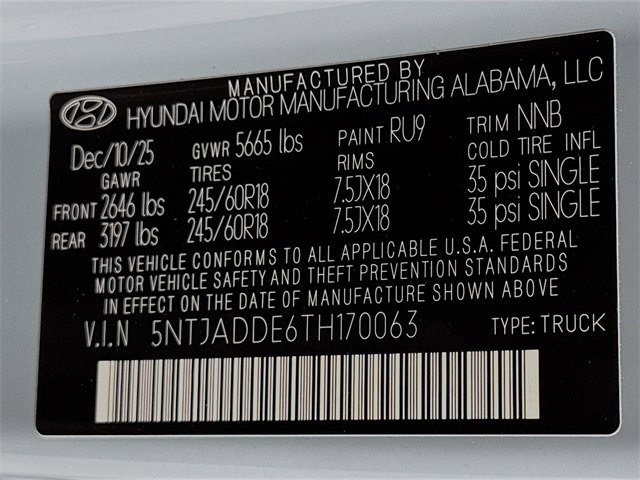 MANUFACTURED BY
HYUNDAI MOTOR MANUFACTURING ALABAMA, LLC
Dec/10/25 GVWR 5665 lbs PAINT RU9 TRIM NNB
GAWR TIRES RIMS COLD TIRE INFL
FRONT 2646 lbs 245/60R18 7.5JX18 35 psi SINGLE
REAR 3197 lbs 245/60R18 7.5JX18 35 psi SINGLE
THIS VEHICLE CONFORMS TO ALL APPLICABLE U.S.A. FEDERAL
MOTOR VEHICLE SAFETY AND THEFT PREVENTION STANDARDS
IN EFFECT ON THE DATE OF MANUFACTURE SHOWN ABOVE
V.I.N 5NTJADDE6TH170063 TYPE: TRUCK